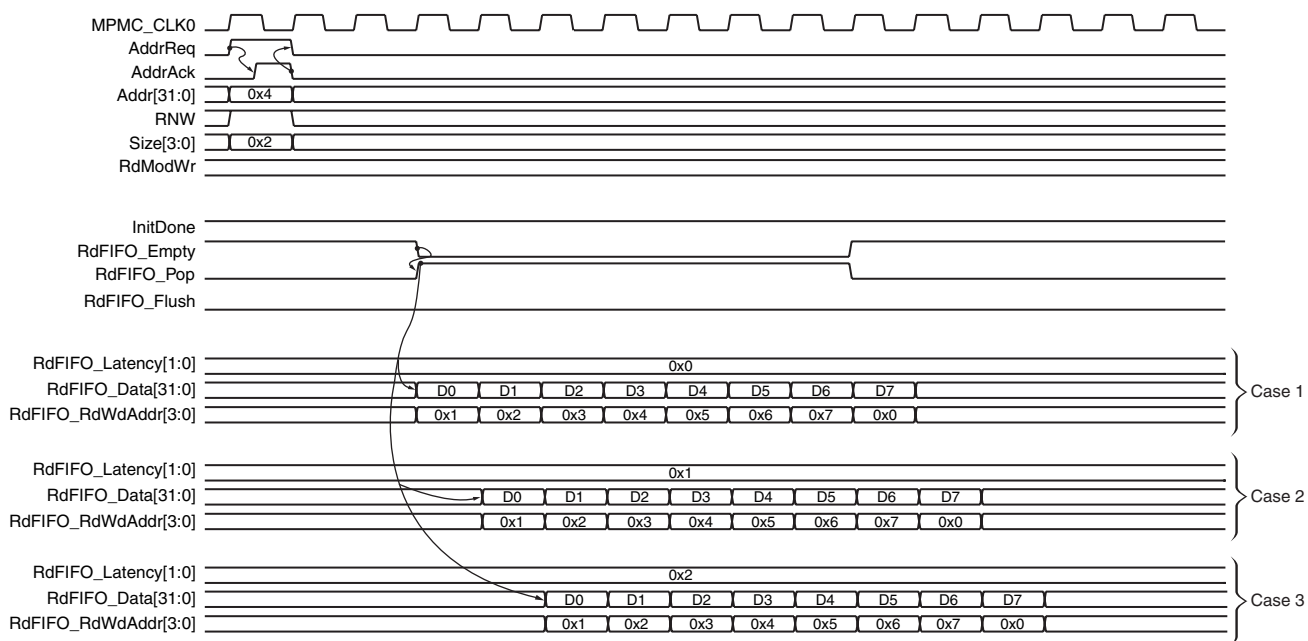 MPMC_CLK0
AddrReq
AddrAck
Addr[31:0] 0x4
RNW
Size[3:0] 0x2
RdModWr
InitDone
RdFIFO_Empty
RdFIFO_Pop
RdFIFO_Flush
RdFIFO_Latency[1:0] 0x0
RdFIFO_Data[31:0] D0 D1 D2 D3 D4 D5 D6 D7 Case 1
RdFIFO_RdWdAddr[3:0] 0x1 0x2 0x3 0x4 0x5 0x6 0x7 0x0
RdFIFO_Latency[1:0] 0x1
RdFIFO_Data[31:0] D0 D1 D2 D3 D4 D5 D6 D7 Case 2
RdFIFO_RdWdAddr[3:0] 0x1 0x2 0x3 0x4 0x5 0x6 0x7 0x0
RdFIFO_Latency[1:0] 0x2
RdFIFO_Data[31:0] D0 D1 D2 D3 D4 D5 D6 D7 Case 3
RdFIFO_RdWdAddr[3:0] 0x1 0x2 0x3 0x4 0x5 0x6 0x7 0x0